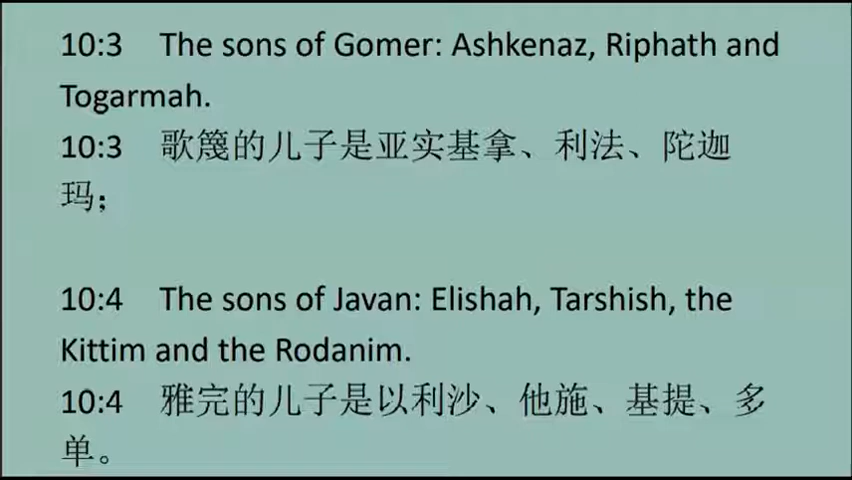 10:3 The sons of Gomer: Ashkenaz, Riphath and
Togarmah.
10:3 歌篾的儿子是亚实基拿、利法、陀迦
玛；
10:4 The sons of Javan: Elishah, Tarshish, the
Kittim and the Rodanim.
10:4 雅完的儿子是以利沙、他施、基提、多
单。